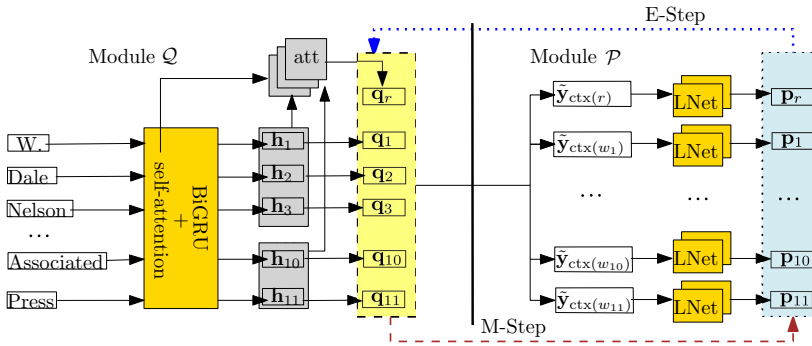 E-Step
Module 𝒬
att
Module 𝒫
q_r
ỹ_ctx(r)
LNet
p_r
W.
h_1
q_1
ỹ_ctx(w_1)
LNet
p_1
Dale
self-attention
+
BiGRU
h_2
q_2
Nelson
h_3
q_3
...
...
...
...
Associated
h_10
q_10
ỹ_ctx(w_10)
LNet
p_10
Press
h_11
q_11
ỹ_ctx(w_11)
LNet
p_11
M-Step